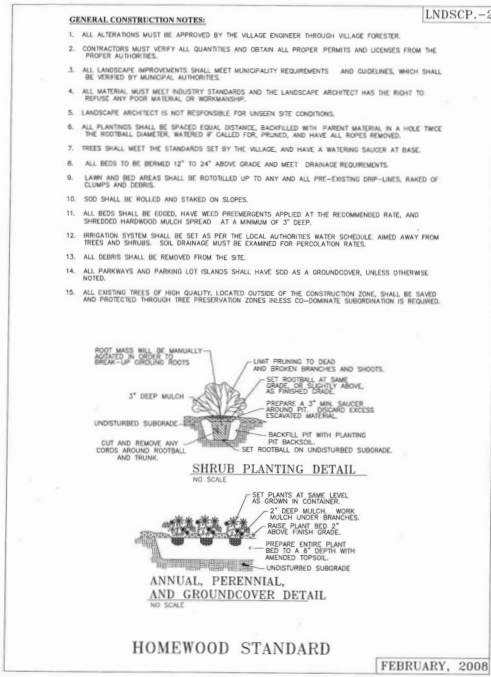 LNDSCP.-2
GENERAL CONSTRUCTION NOTES:
1. ALL ALTERATIONS MUST BE APPROVED BY THE VILLAGE ENGINEER THROUGH VILLAGE FORESTER.
2. CONTRACTORS MUST VERIFY ALL QUANTITIES AND OBTAIN ALL PROPER PERMITS AND LICENSES FROM THE
PROPER AUTHORITIES.
3. ALL LANDSCAPE IMPROVEMENTS SHALL MEET MUNICIPALITY REQUIREMENTS AND GUIDELINES, WHICH SHALL
BE VERIFIED BY MUNICIPAL AUTHORITIES.
4. ALL MATERIAL MUST MEET INDUSTRY STANDARDS AND THE LANDSCAPE ARCHITECT HAS THE RIGHT TO
REFUSE ANY POOR MATERIAL OR WORKMANSHIP.
5. LANDSCAPE ARCHITECT IS NOT RESPONSIBLE FOR UNSEEN SITE CONDITIONS.
6. ALL PLANTINGS SHALL BE SPACED EQUAL DISTANCE, BACKFILLED WITH PARENT MATERIAL IN A HOLE TWICE
THE ROOTBALL DIAMETER, WATERED IF CALLED FOR, PRUNED, AND HAVE ALL ROPES REMOVED.
7. TREES SHALL MEET THE STANDARDS SET BY THE VILLAGE, AND HAVE A WATERING SAUCER AT BASE.
8. ALL BEDS TO BE BERMED 12" TO 24" ABOVE GRADE AND MEET DRAINAGE REQUIREMENTS.
9. LAWN AND BED AREAS SHALL BE ROTOTILLED UP TO ANY AND ALL PRE-EXISTING DRIP-LINES, RAKED OF
CLUMPS AND DEBRIS.
10. SOD SHALL BE ROLLED AND STAKED ON SLOPES.
11. ALL BEDS SHALL BE EDGED, HAVE WEED PREEMERGENTS APPLIED AT THE RECOMMENDED RATE, AND
SHREDDED HARDWOOD MULCH SPREAD AT A MINIMUM OF 3" DEEP.
12. IRRIGATION SYSTEM SHALL BE SET AS PER THE LOCAL AUTHORITIES WATER SCHEDULE. AIMED AWAY FROM
TREES AND SHRUBS. SOIL DRAINAGE MUST BE EXAMINED FOR PERCOLATION RATES.
13. ALL DEBRIS SHALL BE REMOVED FROM THE SITE.
14. ALL PARKWAYS AND PARKING LOT ISLANDS SHALL HAVE SOD AS A GROUNDCOVER, UNLESS OTHERWISE
NOTED.
15. ALL EXISTING TREES OF HIGH QUALITY, LOCATED OUTSIDE OF THE CONSTRUCTION ZONE, SHALL BE SAVED
AND PROTECTED THROUGH TREE PRESERVATION ZONES UNLESS CO-DOMINATE SUBORDINATION IS REQUIRED.
ROOT MASS WILL BE MANUALLY
AGITATED IN ORDER TO
BREAK-UP GIRDLING ROOTS
3" DEEP MULCH
UNDISTURBED SUBGRADE
CUT AND REMOVE ANY
CORDS AROUND ROOTBALL
AND TRUNK.
LIMIT PRUNING TO DEAD
AND BROKEN BRANCHES AND SHOOTS.
SET ROOTBALL AT SAME
GRADE, OR SLIGHTLY ABOVE,
AS FINISHED GRADE.
PREPARE A 3" MIN. SAUCER
AROUND PIT. DISCARD EXCESS
ESCAVATED MATERIAL.
BACKFILL PIT WITH PLANTING
PIT BACKSOIL.
SET ROOTBALL ON UNDISTURBED SUBGRADE.
SHRUB PLANTING DETAIL
NO SCALE
SET PLANTS AT SAME LEVEL
AS GROWN IN CONTAINER.
2" DEEP MULCH. WORK
MULCH UNDER BRANCHES.
RAISE PLANT BED 2"
ABOVE FINISH GRADE.
PREPARE ENTIRE PLANT
BED TO A 6" DEPTH WITH
AMENDED TOPSOIL.
UNDISTURBED SUBGRADE
ANNUAL, PERENNIAL,
AND GROUNDCOVER DETAIL
NO SCALE
HOMEWOOD STANDARD
FEBRUARY, 2008